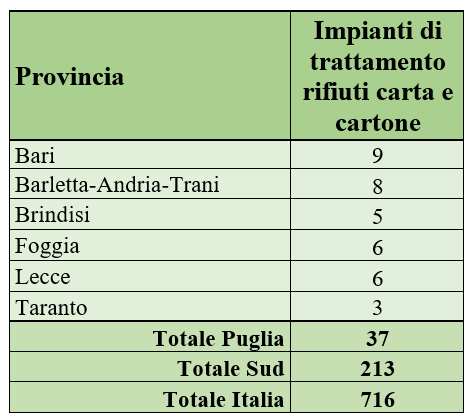 Provincia
Impianti di
trattamento
rifiuti carta e
cartone
Bari 9
Barletta-Andria-Trani 8
Brindisi 5
Foggia 6
Lecce 6
Taranto 3
Totale Puglia 37
Totale Sud 213
Totale Italia 716